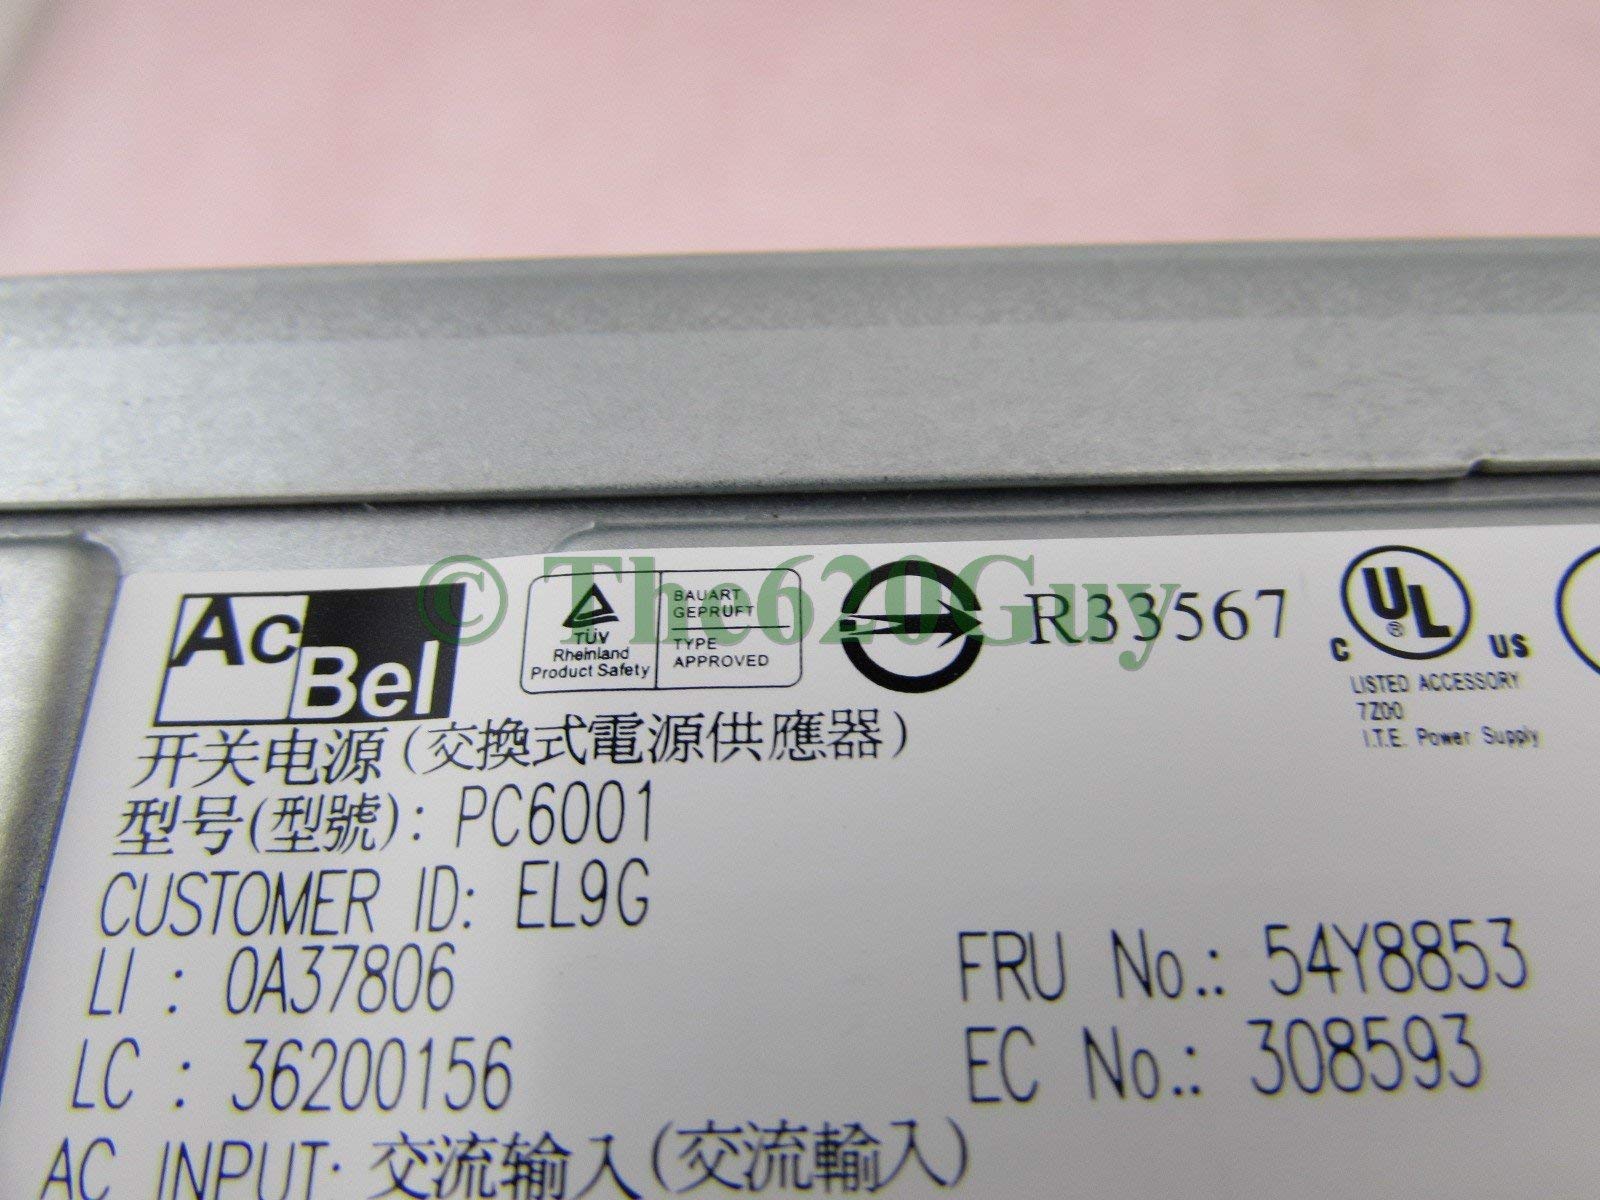 © The620Guy
Ac
Bel
TÜV
Rheinland
Product Safety
BAUART
GEPRÜFT
TYPE
APPROVED
R33567
C UL ® US
LISTED ACCESSORY
7Z00
I.T.E. Power Supply
开关电源(交換式電源供應器)
型号(型號): PC6001
CUSTOMER ID: EL9G
LI : 0A37806
FRU No.: 54Y8853
LC : 36200156
EC No.: 308593
AC INPUT: 交流输入(交流輸入)